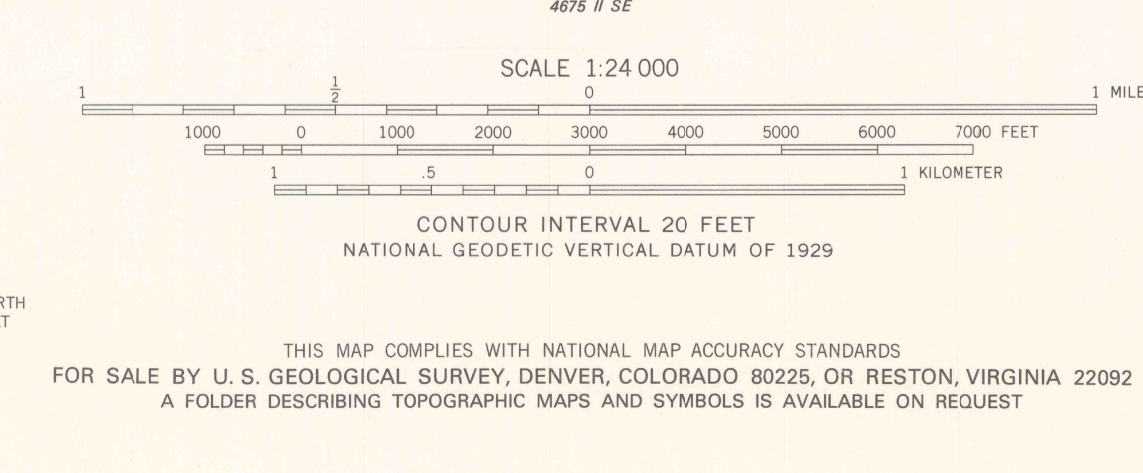 4675 II SE
SCALE 1:24 000
1 1/2 0 1 MILE
1000 0 1000 2000 3000 4000 5000 6000 7000 FEET
1 .5 0 1 KILOMETER
CONTOUR INTERVAL 20 FEET
NATIONAL GEODETIC VERTICAL DATUM OF 1929
RTH
T
THIS MAP COMPLIES WITH NATIONAL MAP ACCURACY STANDARDS
FOR SALE BY U. S. GEOLOGICAL SURVEY, DENVER, COLORADO 80225, OR RESTON, VIRGINIA 22092
A FOLDER DESCRIBING TOPOGRAPHIC MAPS AND SYMBOLS IS AVAILABLE ON REQUEST